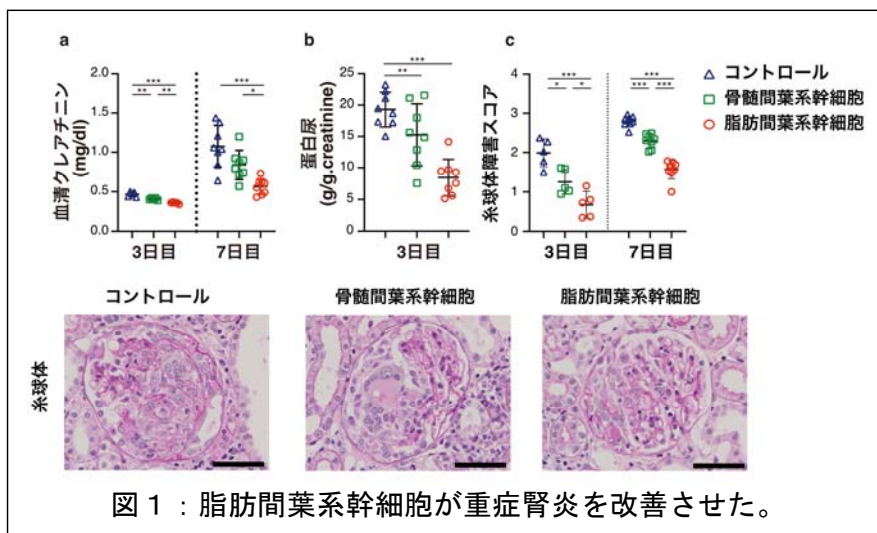 a
血清クレアチニン
(mg/dl)
2.0
1.5
1.0
0.5
0.0
***
** **
***
*
3日目 7日目
b
蛋白尿
(g/g.creatinine)
25
20
15
10
5
0
***
**
3日目
c
糸球体障害スコア
4
3
2
1
0
***
* *
***
*** ***
3日目 7日目
コントロール
骨髄間葉系幹細胞
脂肪間葉系幹細胞
コントロール 骨髄間葉系幹細胞 脂肪間葉系幹細胞
糸球体
図1:脂肪間葉系幹細胞が重症腎炎を改善させた。